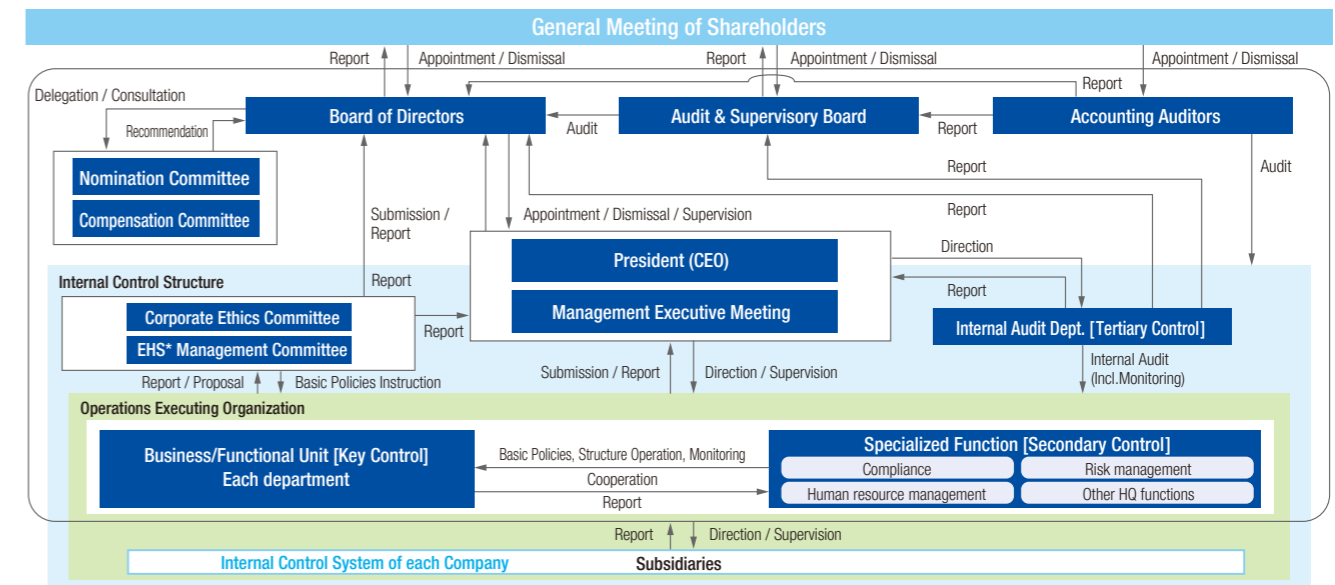 General Meeting of Shareholders
Report
Appointment / Dismissal
Report
Appointment / Dismissal
Appointment / Dismissal
Report
Delegation / Consultation
Board of Directors
Audit
Audit & Supervisory Board
Report
Accounting Auditors
Recommendation
Nomination Committee
Compensation Committee
Report
Audit
Submission /
Report
Appointment / Dismissal / Supervision
Report
Direction
President (CEO)
Internal Control Structure
Report
Report
Management Executive Meeting
Corporate Ethics Committee
Report
Internal Audit Dept. [Tertiary Control]
EHS* Management Committee
Report / Proposal
Basic Policies Instruction
Submission / Report
Direction / Supervision
Internal Audit
(Incl.Monitoring)
Operations Executing Organization
Business/Functional Unit [Key Control]
Each department
Basic Policies, Structure Operation, Monitoring
Cooperation
Report
Specialized Function [Secondary Control]
Compliance
Risk management
Human resource management
Other HQ functions
Report
Direction / Supervision
Internal Control System of each Company
Subsidiaries